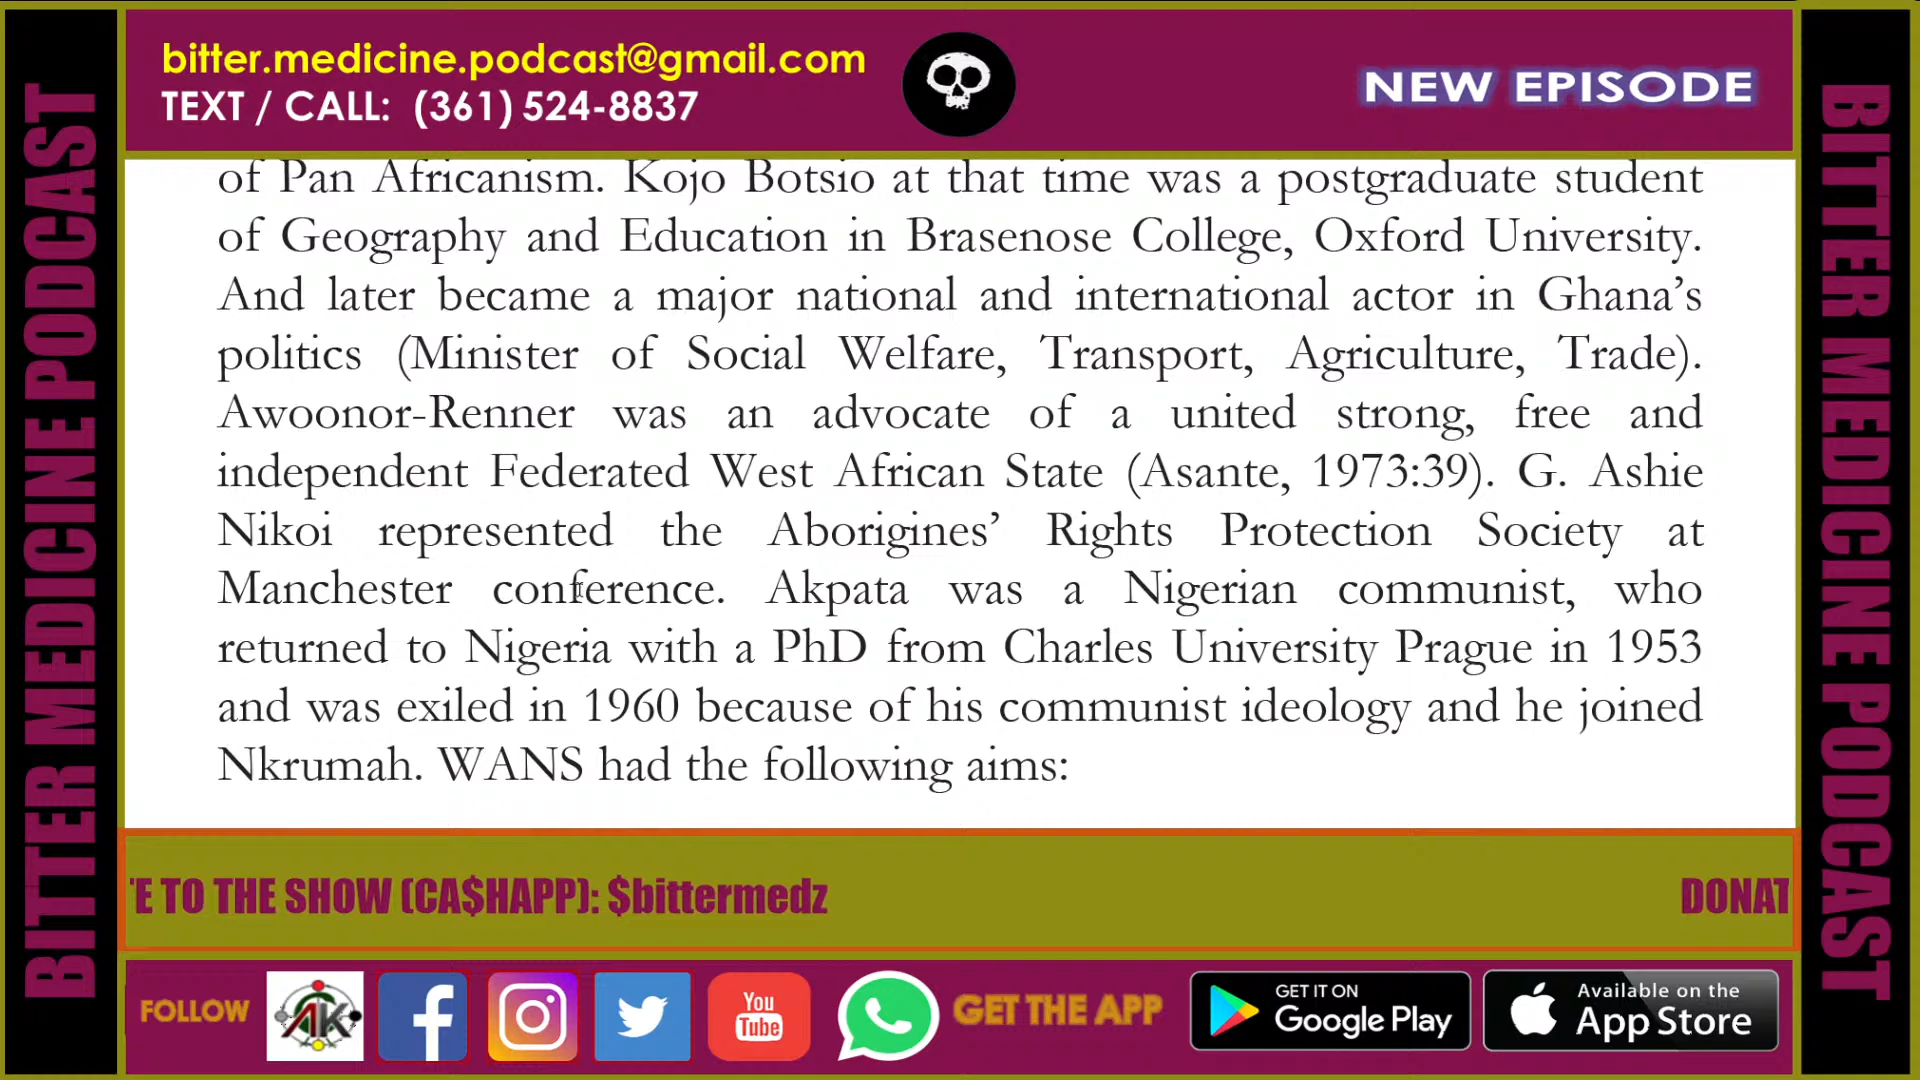 bitter.medicine.podcast@gmail.com
TEXT / CALL: (361) 524-8837
NEW EPISODE
BITTER MEDICINE PODCAST
of Pan Africanism. Kojo Botsio at that time was a postgraduate student
of Geography and Education in Brasenose College, Oxford University.
And later became a major national and international actor in Ghana’s
politics (Minister of Social Welfare, Transport, Agriculture, Trade).
Awoonor-Renner was an advocate of a united strong, free and
independent Federated West African State (Asante, 1973:39). G. Ashie
Nikoi represented the Aborigines’ Rights Protection Society at
Manchester conference. Akpata was a Nigerian communist, who
returned to Nigeria with a PhD from Charles University Prague in 1953
and was exiled in 1960 because of his communist ideology and he joined
Nkrumah. WANS had the following aims:
BITTER MEDICINE PODCAST
E TO THE SHOW (CA$HAPP): $bittermedz
DONAT
FOLLOW
AK
f
You
Tube
GET THE APP
GET IT ON
Google Play
Available on the
App Store